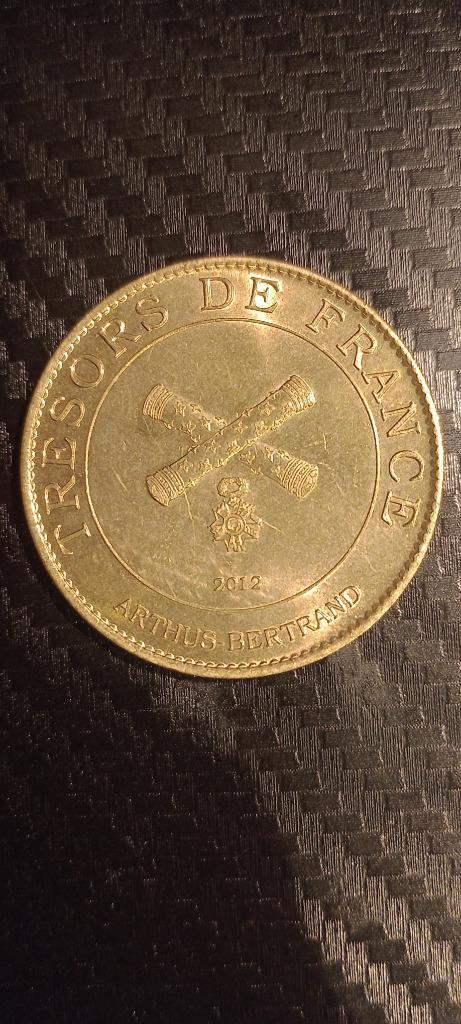 TRESORS DE FRANCE
2012
ARTHUS-BERTRAND